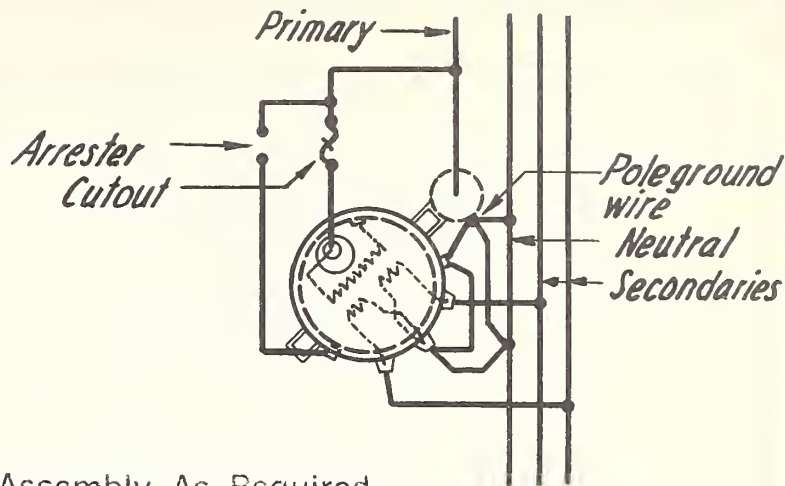 Primary
Arrester
Cutout
Poleground
wire
Neutral
Secondaries
Assembly As Required